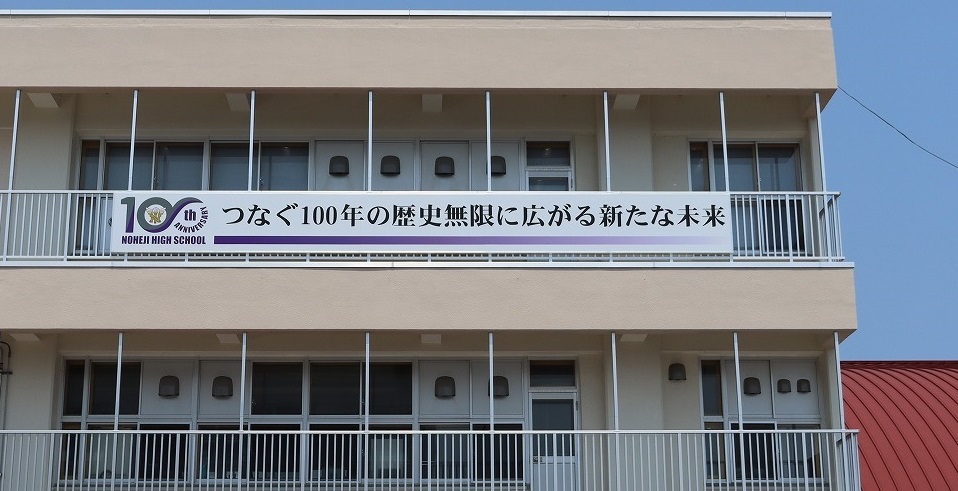 100th ANNIVERSARY
NOHEJI HIGH SCHOOL
つなぐ100年の歴史無限に広がる新たな未来